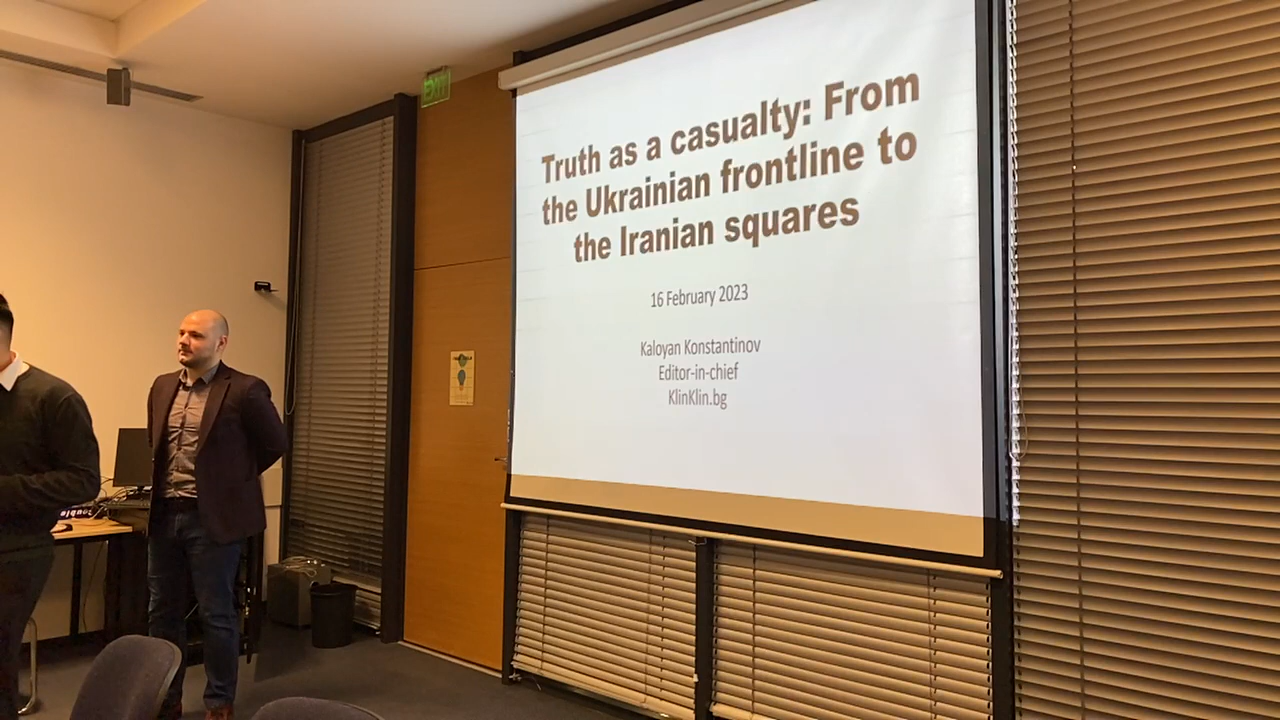 EXIT
Truth as a casualty: From
the Ukrainian frontline to
the Iranian squares
16 February 2023
Kaloyan Konstantinov
Editor-in-chief
KlinKlin.bg